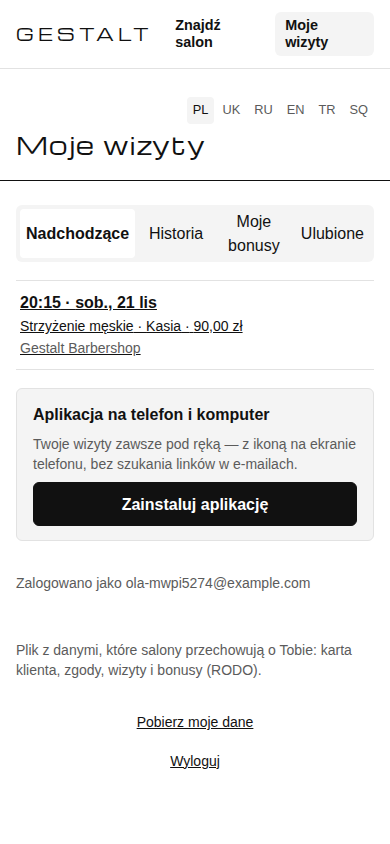 GESTALT
Znajdź
salon
Moje
wizyty
PL UK RU EN TR SQ
Moje wizyty
Nadchodzące
Historia
Moje
bonusy
Ulubione
20:15 · sob., 21 lis
Strzyżenie męskie · Kasia · 90,00 zł
Gestalt Barbershop
Aplikacja na telefon i komputer
Twoje wizyty zawsze pod ręką — z ikoną na ekranie
telefonu, bez szukania linków w e-mailach.
Zainstaluj aplikację
Zalogowano jako ola-mwpi5274@example.com
Plik z danymi, które salony przechowują o Tobie: karta
klienta, zgody, wizyty i bonusy (RODO).
Pobierz moje dane
Wyloguj